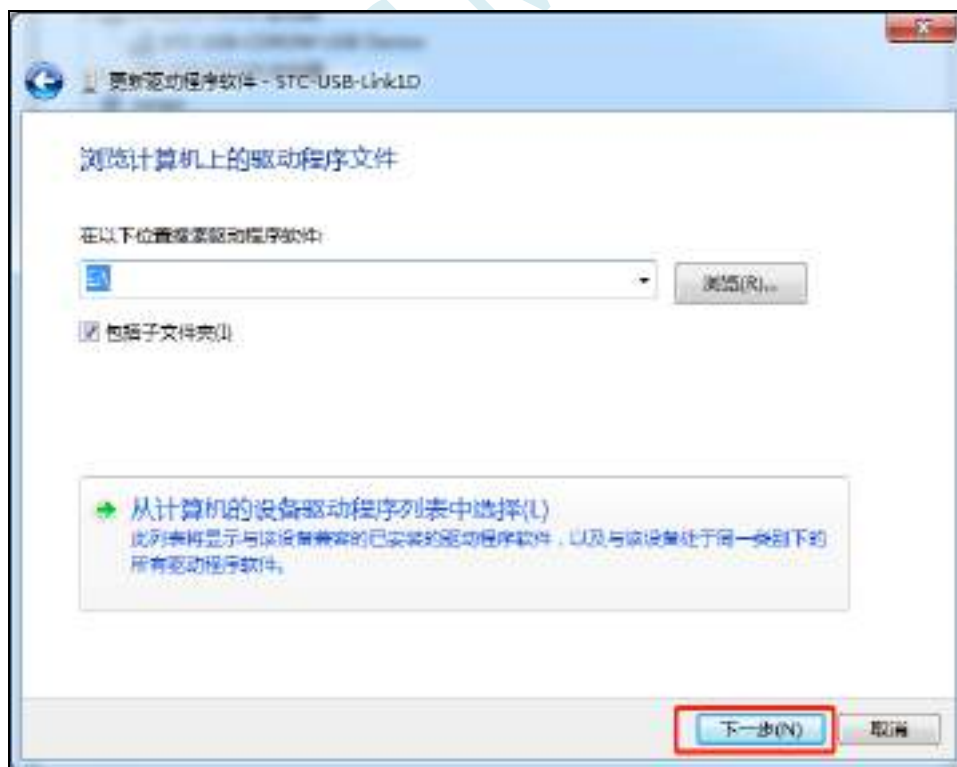 更新驱动程序软件 - STC-USB-Link1D
浏览计算机上的驱动程序文件
在以下位置搜索驱动程序软件:
E:\
浏览(R)...
包括子文件夹(I)
从计算机的设备驱动程序列表中选择(L)
此列表将显示与该设备兼容的已安装的驱动程序软件，以及与该设备处于同一类别下的
所有驱动程序软件。
下一步(N)
取消